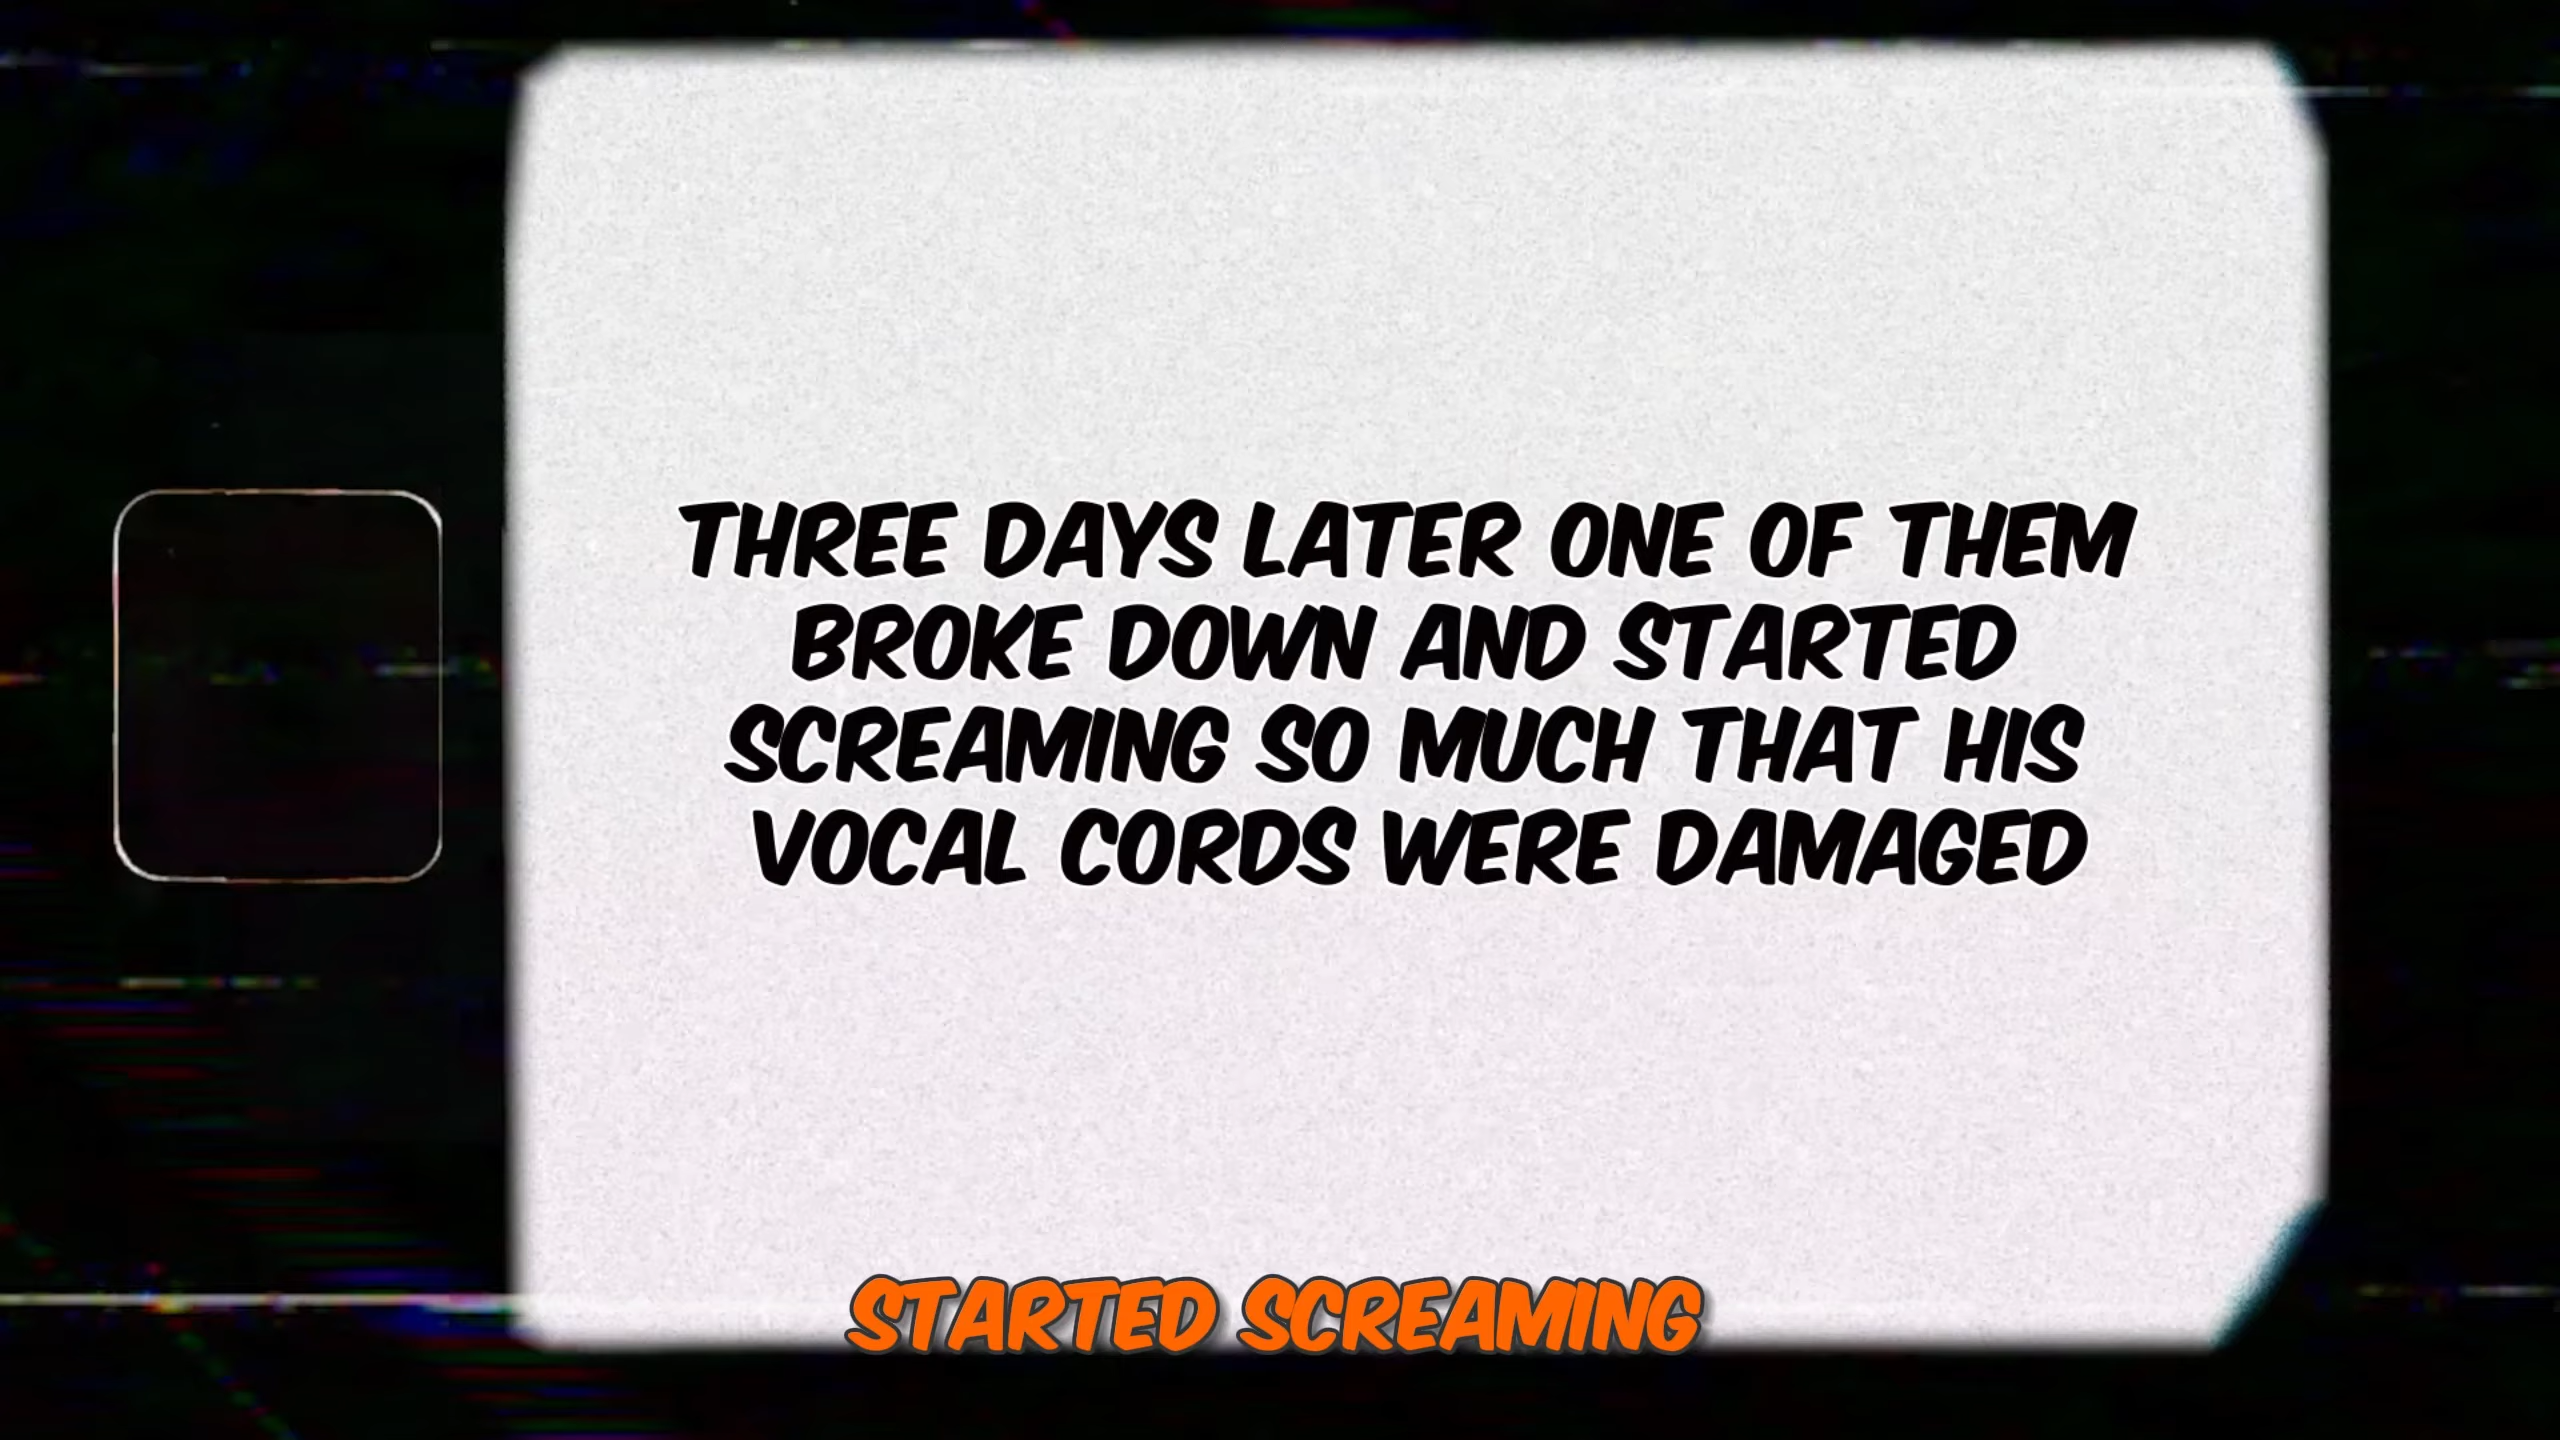 THREE DAYS LATER ONE OF THEM
BROKE DOWN AND STARTED
SCREAMING SO MUCH THAT HIS
VOCAL CORDS WERE DAMAGED
STARTED SCREAMING